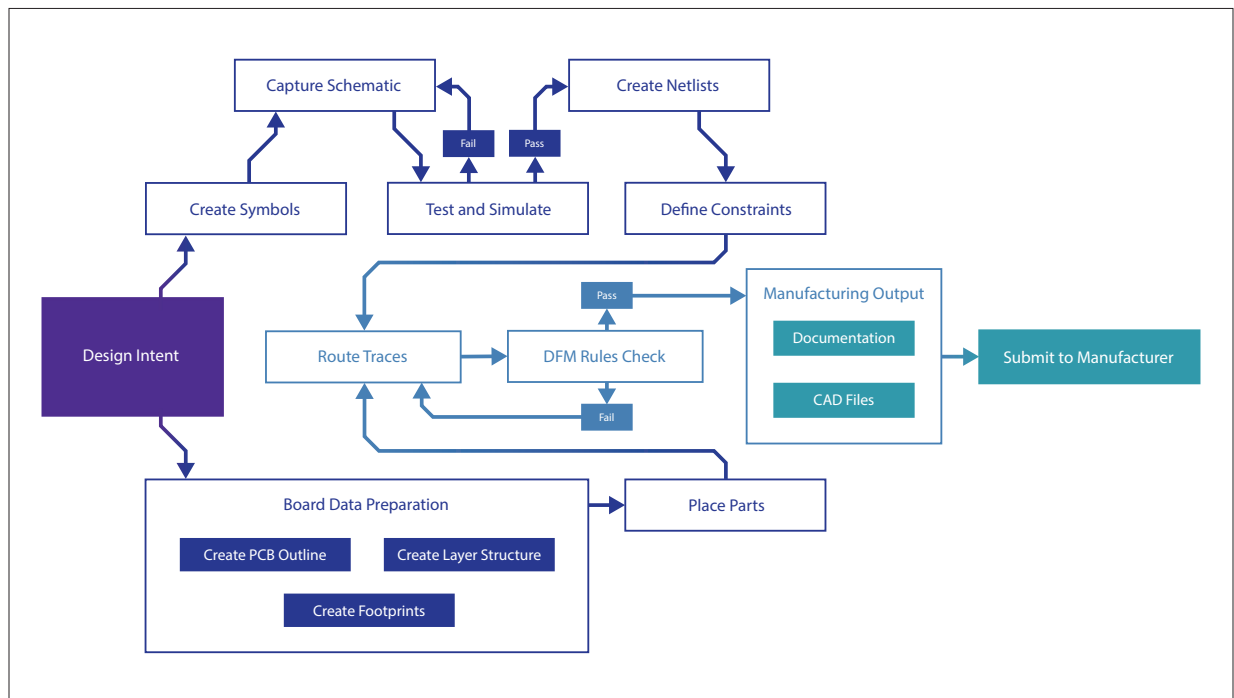 Capture Schematic
Create Netlists
Fail
Pass
Create Symbols
Test and Simulate
Define Constraints
Design Intent
Route Traces
Pass
DFM Rules Check
Fail
Manufacturing Output
Documentation
CAD Files
Submit to Manufacturer
Board Data Preparation
Create PCB Outline
Create Layer Structure
Create Footprints
Place Parts